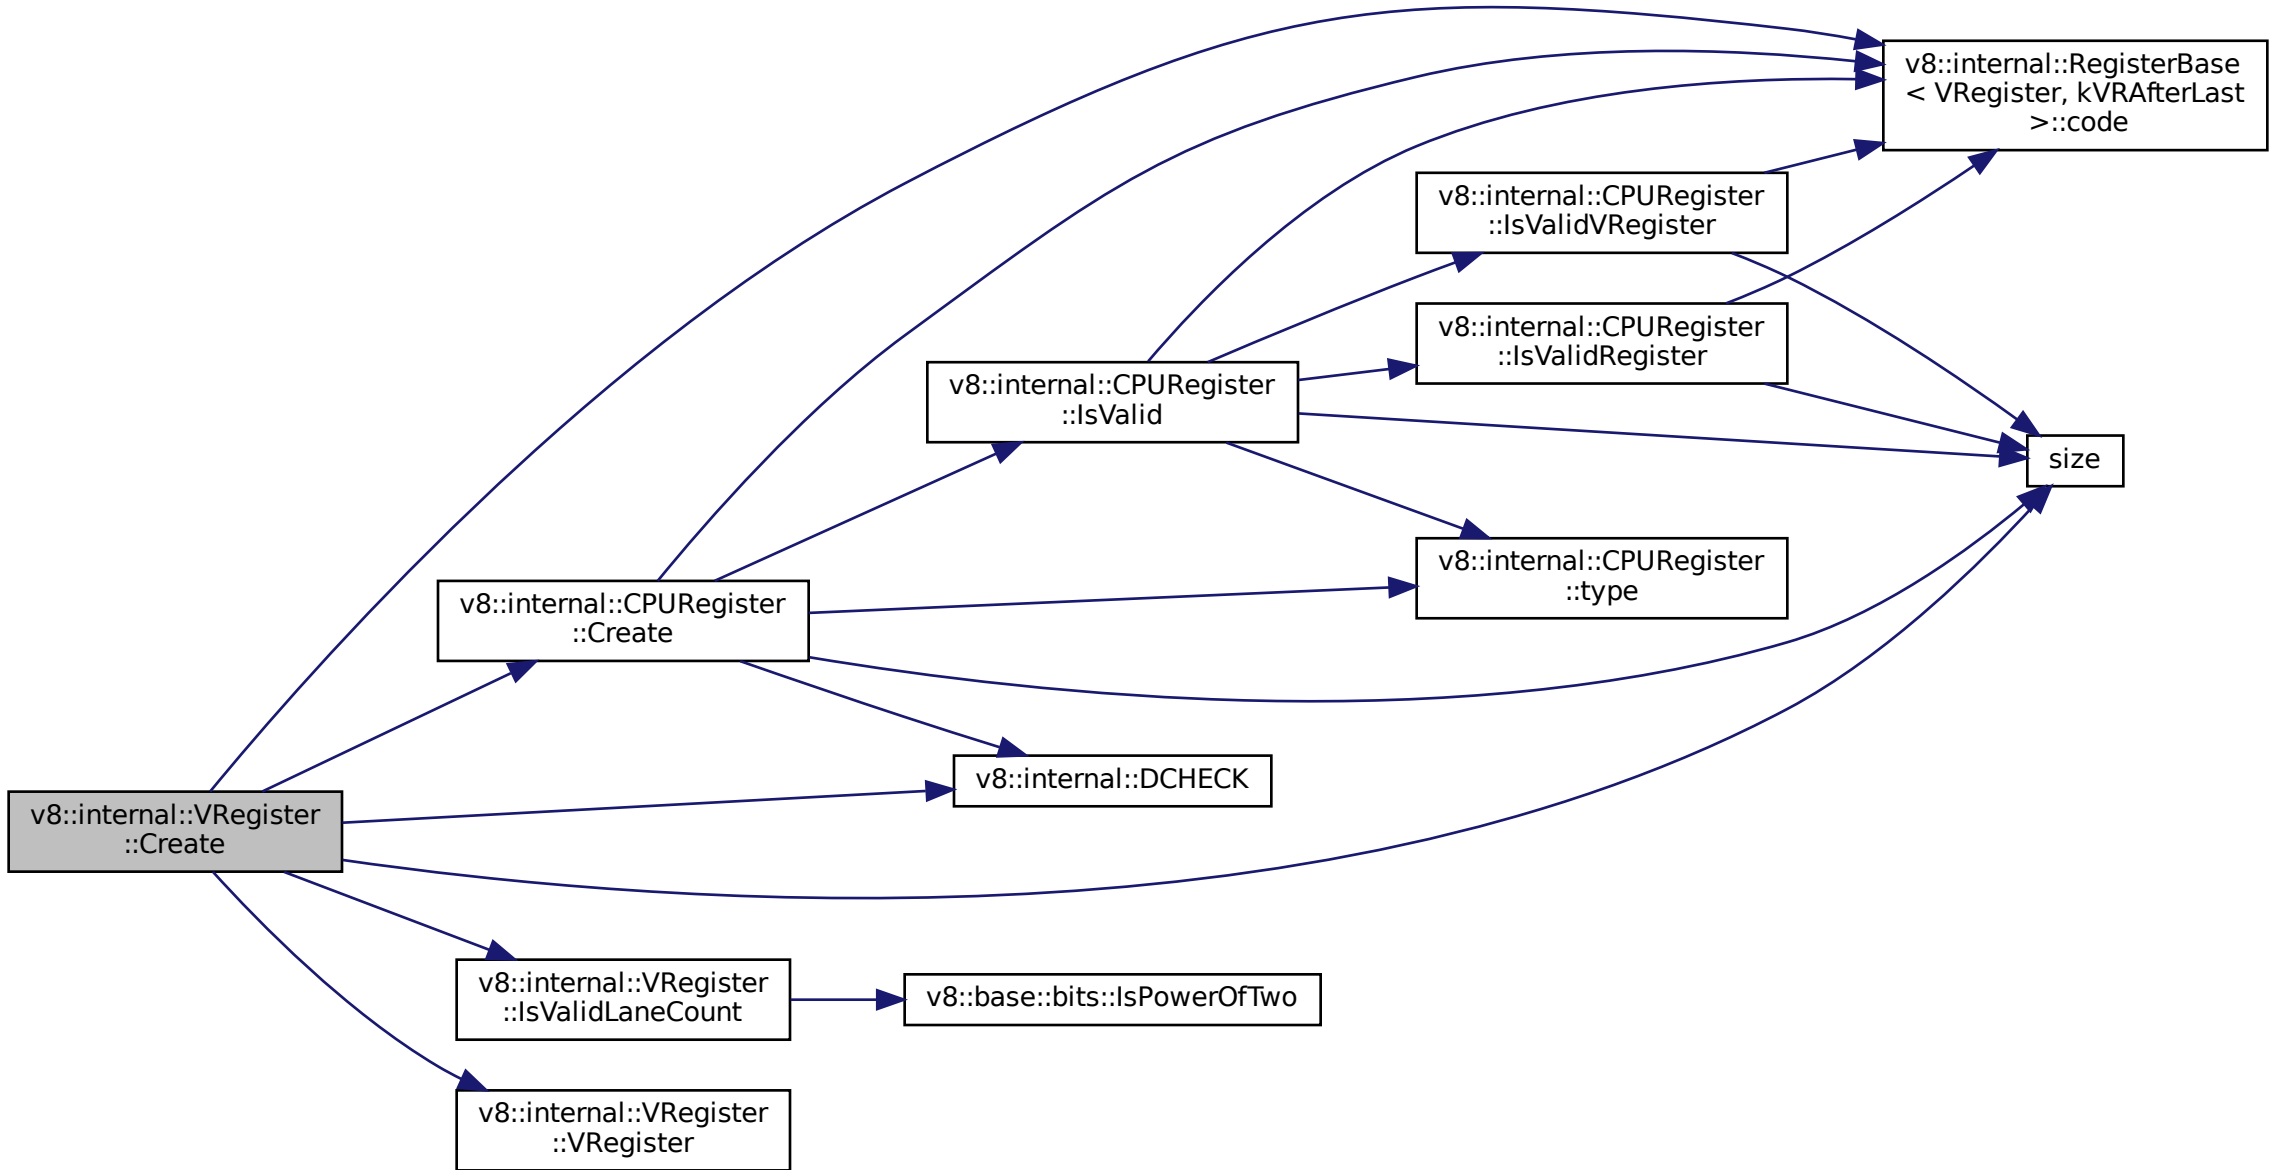 v8::internal::RegisterBase
< VRegister, kVRAfterLast
>::code
v8::internal::CPURegister
::IsValidVRegister
v8::internal::CPURegister
::IsValidRegister
v8::internal::CPURegister
::IsValid
size
v8::internal::CPURegister
::type
v8::internal::CPURegister
::Create
v8::internal::DCHECK
v8::internal::VRegister
::Create
v8::internal::VRegister
::IsValidLaneCount
v8::base::bits::IsPowerOfTwo
v8::internal::VRegister
::VRegister